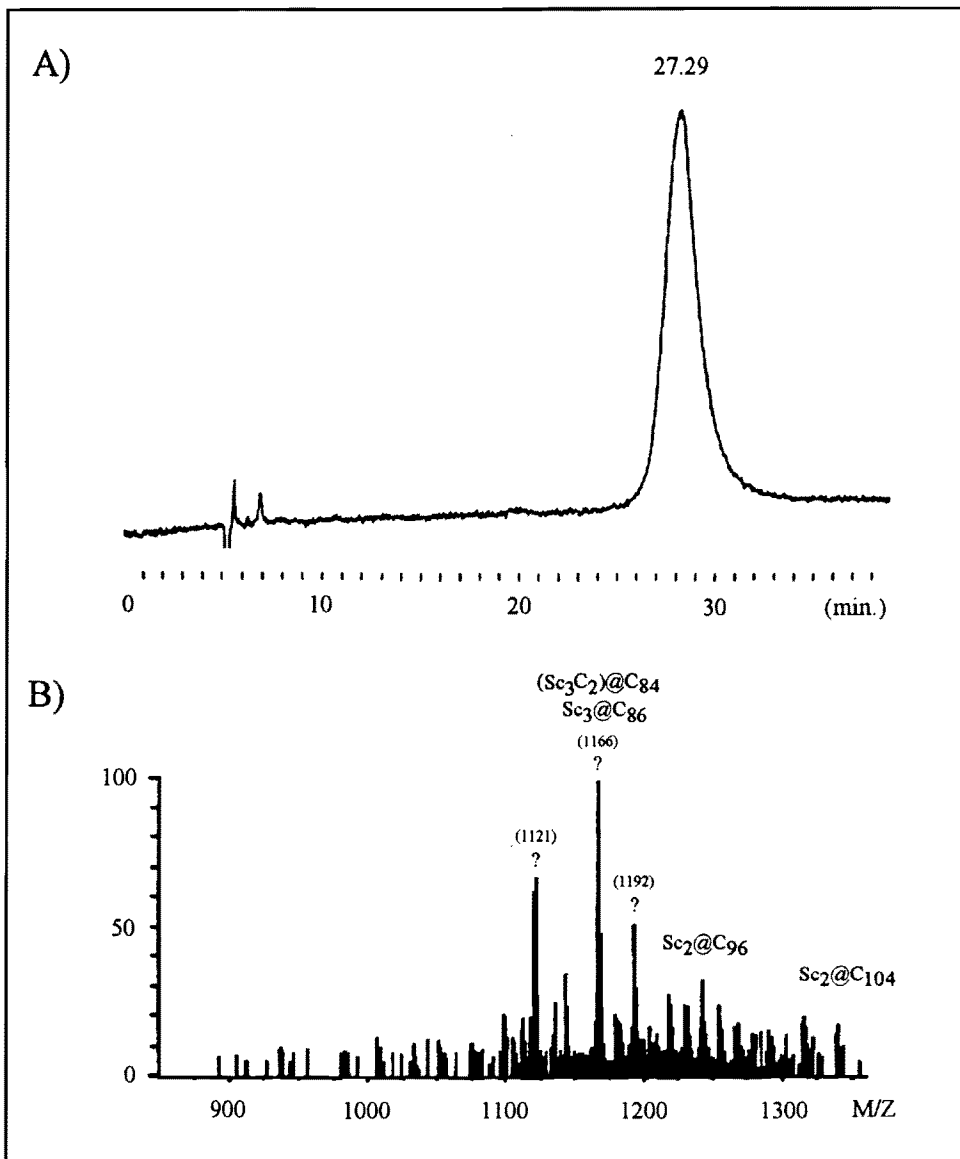 A)
27.29
0 10 20 30 (min.)
B)
(Sc3C2)@C84
Sc3@C86
(1166)
?
(1121)
?
(1192)
?
Sc2@C96
Sc2@C104
100
50
0
900 1000 1100 1200 1300 M/Z